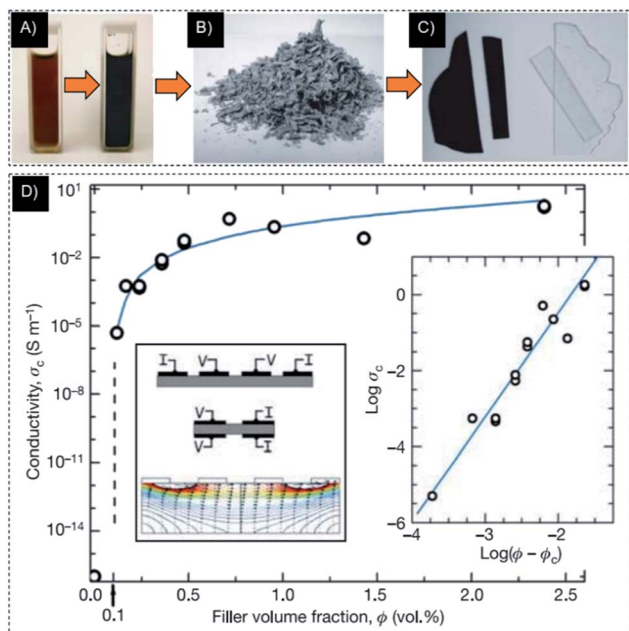 A)
B)
C)
D)
10¹
10⁻²
10⁻⁵
10⁻⁸
10⁻¹¹
10⁻¹⁴
Conductivity, σc (S m⁻¹)
I V V I
V I
V I
0
-2
-4
-6
Log σc
-4 -3 -2
Log(ϕ – ϕc)
0.0 0.5 1.0 1.5 2.0 2.5
0.1
Filler volume fraction, ϕ (vol.%)